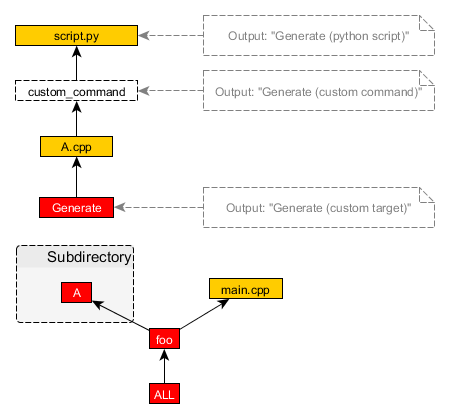 script.py
Output: "Generate (python script)"
custom_command
Output: "Generate (custom command)"
A.cpp
Generate
Output: "Generate (custom target)"
Subdirectory
A
main.cpp
foo
ALL